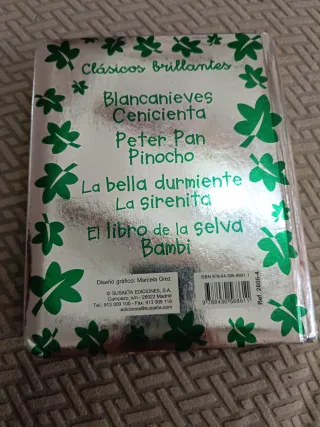 Clásicos brillantes
Blancanieves
Cenicienta
Peter Pan
Pinocho
La bella durmiente
La sirenita
El libro de la selva
Bambi
Diseño gráfico: Marcela Grez
© SUSAETA EDICIONES, S.A.
Campezo, s/n - 28022 Madrid
Tel.: 913 009 100 - Fax: 913 009 118
ediciones@susaeta.com
Ref. 2605-4